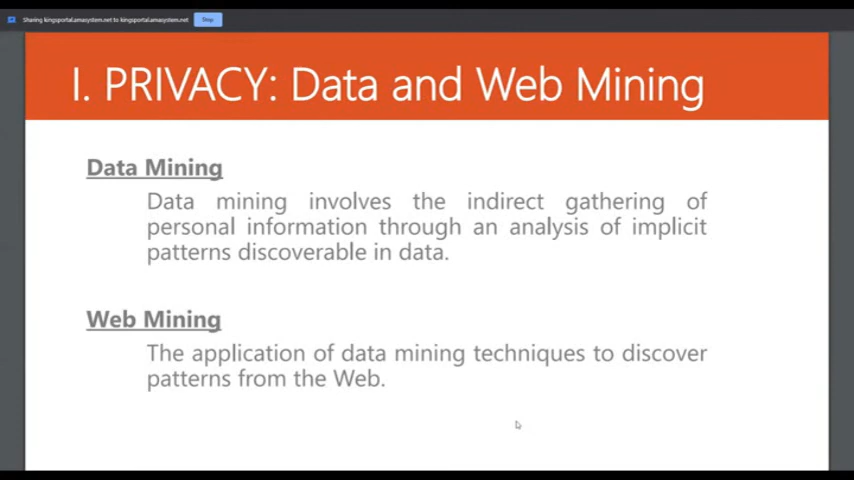 Sharing kingsportal.amasystem.net to kingsportal.amasystem.net Stop
I. PRIVACY: Data and Web Mining
Data Mining
Data mining involves the indirect gathering of
personal information through an analysis of implicit
patterns discoverable in data.
Web Mining
The application of data mining techniques to discover
patterns from the Web.